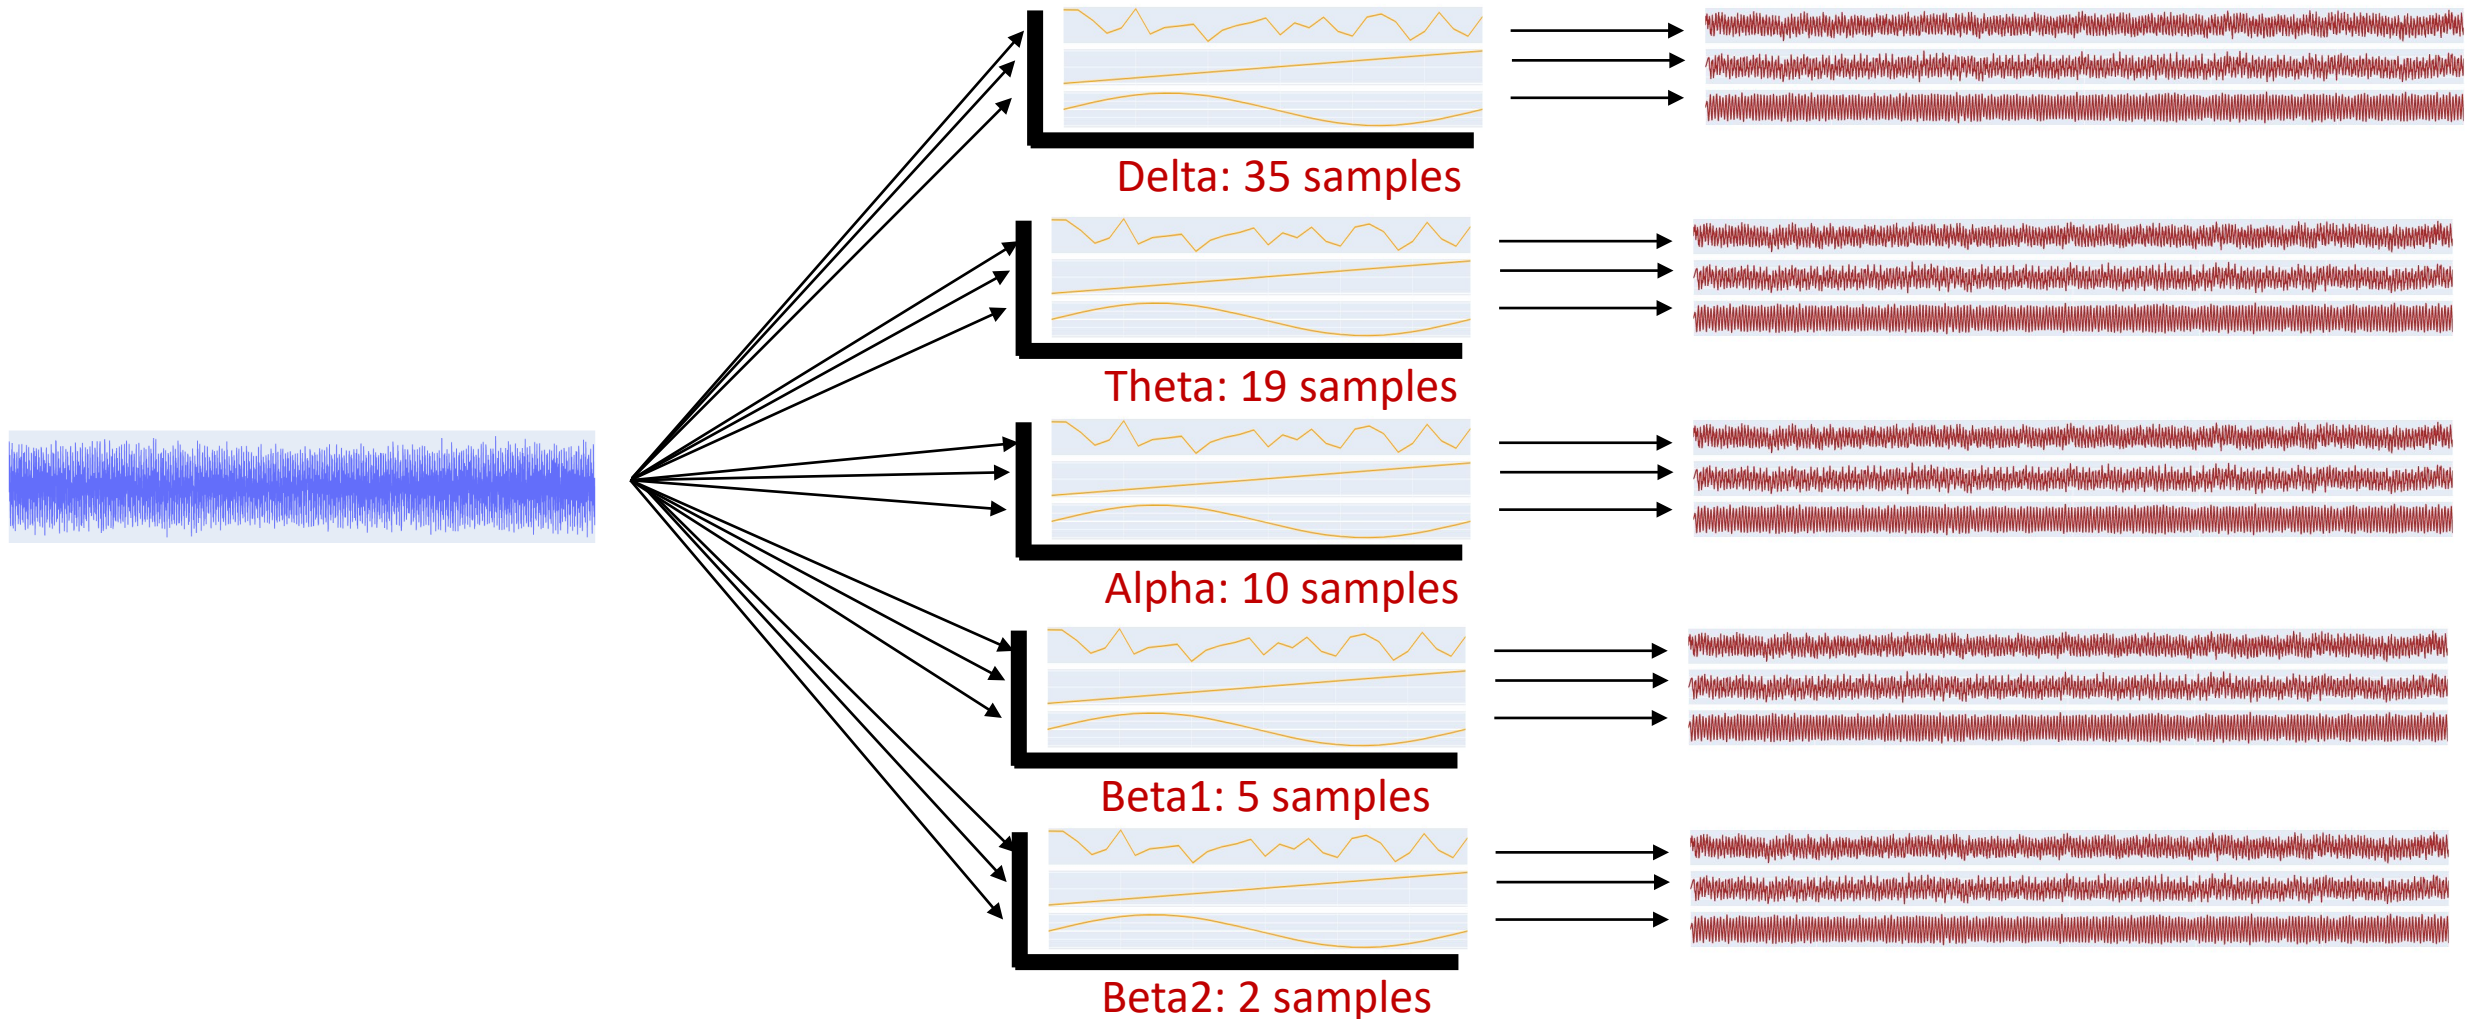 Delta: 35 samples
Theta: 19 samples
Alpha: 10 samples
Beta1: 5 samples
Beta2: 2 samples